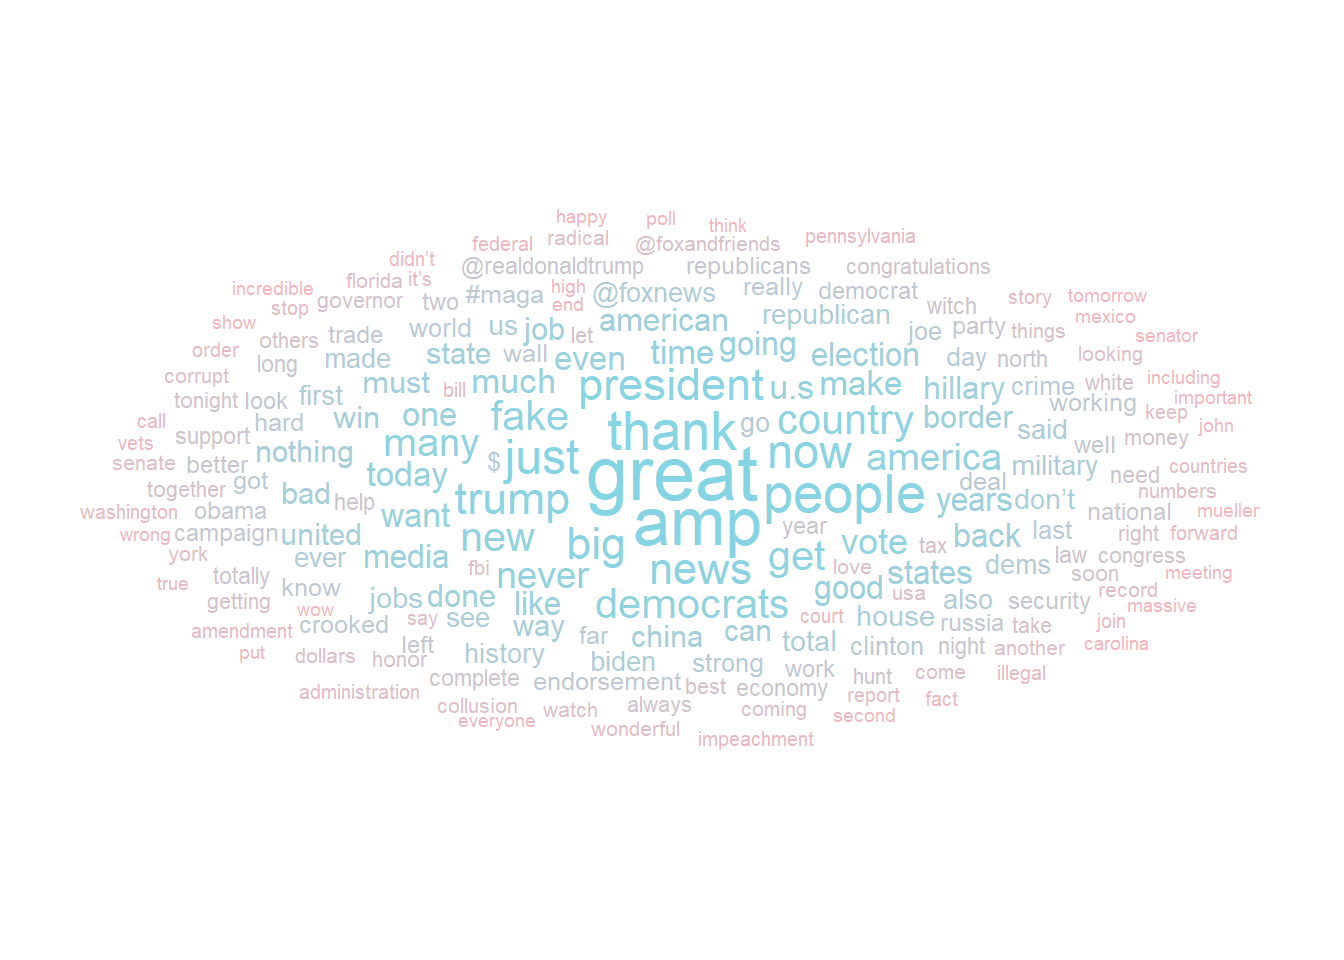 happy poll think
federal radical @foxandfriends pennsylvania
didn't @realdonaldtrump republicans congratulations
incredible florida it's #maga high @foxnews really democrat story tomorrow
stop governor two end american republican witch mexico
show others trade world us job let going joe party things senator
order long made state wall even time election day north looking
corrupt first must bill much president u.s make hillary crime white including
tonight look working important
call hard win one fake thank go country border said keep john
vets support nothing many $ just now america military well money
senate better got today great deal need countries
together obama bad help want trump people years don't national numbers
washington amp mueller
wrong campaign united new big year vote back last right forward
york ever media fbi never news get love tax states dems law congress
true totally know jobs done like democrats good usa also security soon record meeting
getting wow massive
amendment crooked say see way far china can court house russia take join
put dollars left history biden strong total clinton night another carolina
honor complete endorsement best work economy hunt come illegal
administration collusion watch always coming report fact
everyone wonderful second
impeachment